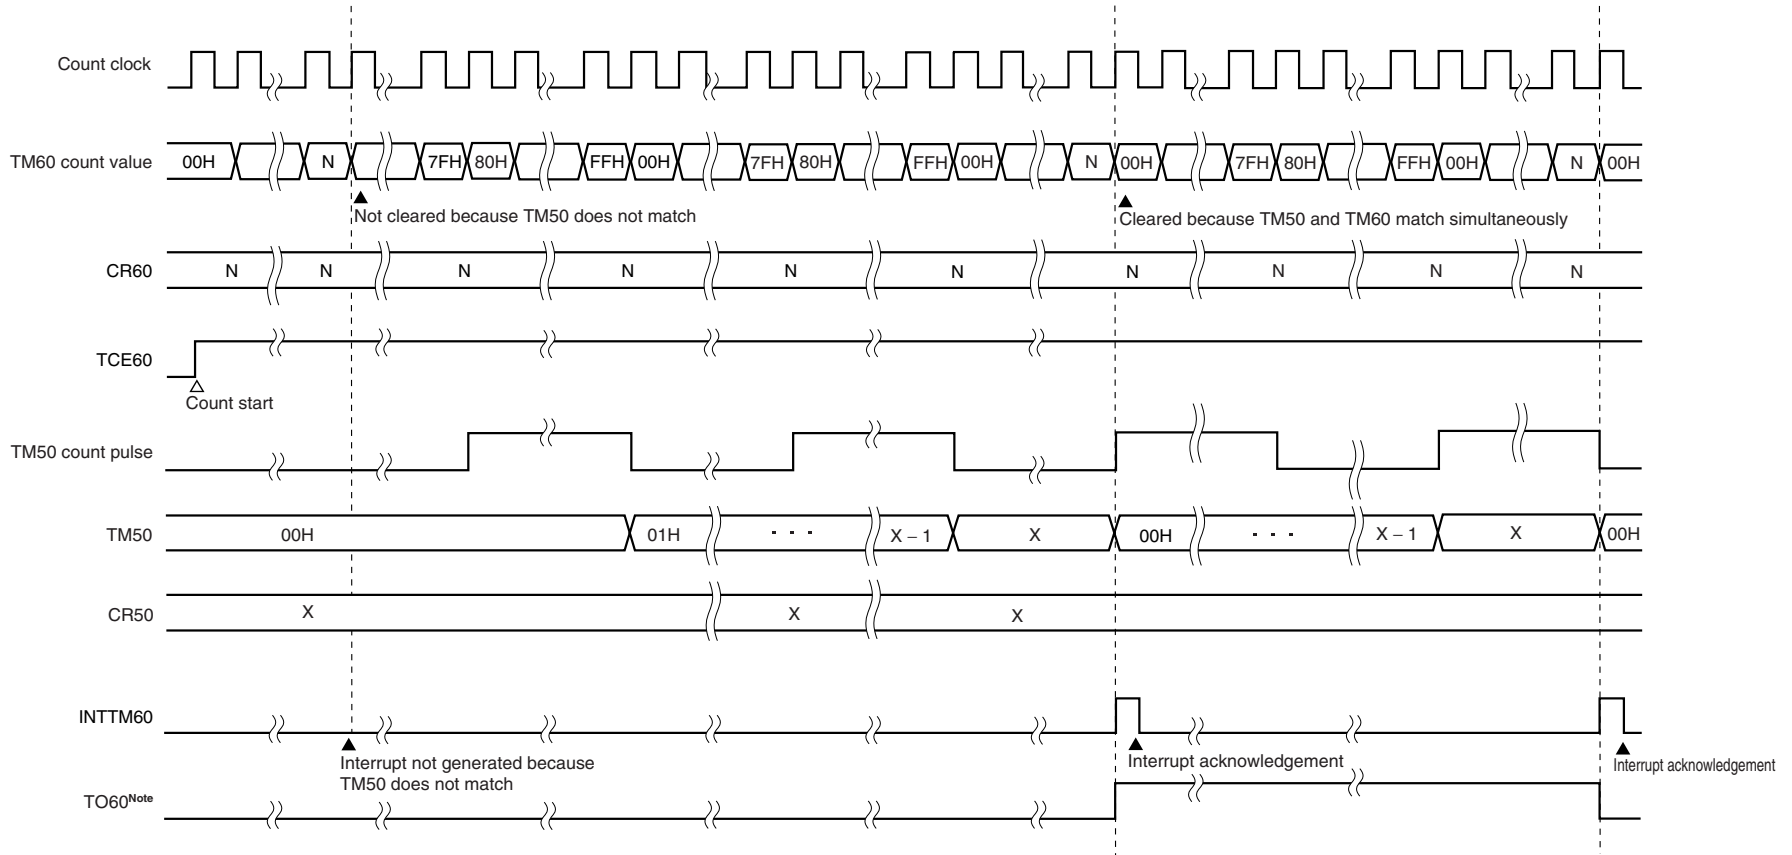 Count clock
TM60 count value 00H N 7FH 80H FFH 00H 7FH 80H FFH 00H N 00H 7FH 80H FFH 00H N 00H
Not cleared because TM50 does not match
Cleared because TM50 and TM60 match simultaneously
CR60 N N N N N N N N N N
TCE60
Count start
TM50 count pulse
TM50 00H 01H · · · X – 1 X 00H · · · X – 1 X 00H
CR50 X X X
INTTM60
Interrupt not generated because
TM50 does not match
Interrupt acknowledgement
Interrupt acknowledgement
TO60Note